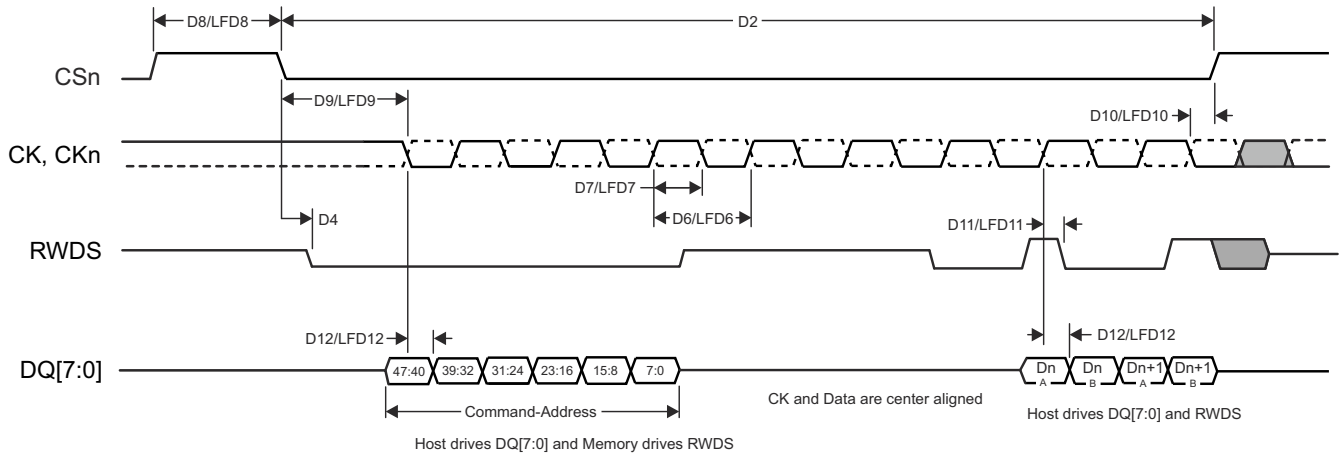 D8/LFD8
D2
CSn
D9/LFD9
D10/LFD10
CK, CKn
D7/LFD7
D4
D6/LFD6
D11/LFD11
RWDS
D12/LFD12
D12/LFD12
DQ[7:0]
47:40 39:32 31:24 23:16 15:8 7:0
Dn Dn Dn+1 Dn+1
A B A B
Command-Address
CK and Data are center aligned
Host drives DQ[7:0] and RWDS
Host drives DQ[7:0] and Memory drives RWDS